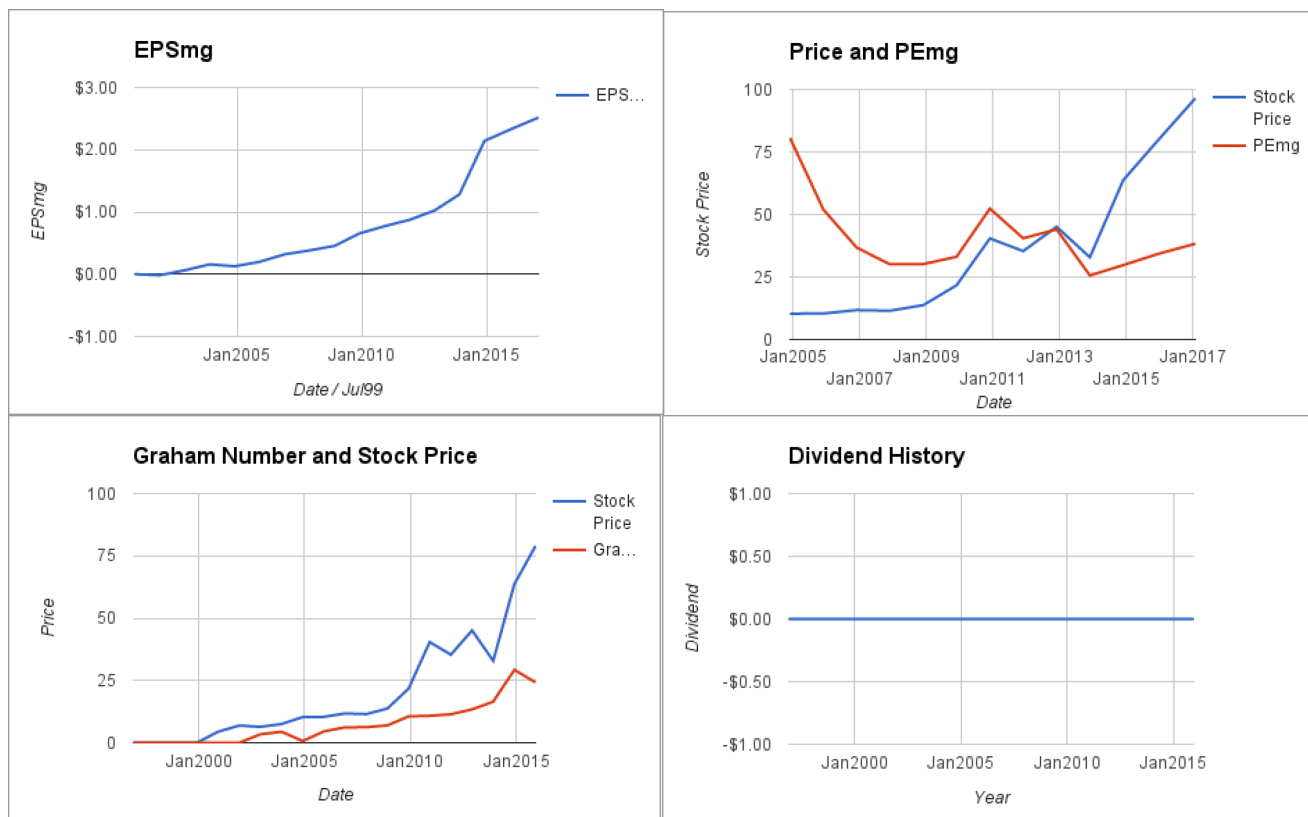 EPSmg
$3.00
$2.00
$1.00
$0.00
-$1.00
EPSmg
Jan2005 Jan2010 Jan2015
Date / Jul99
EPS…
Price and PEmg
100
75
50
25
0
Stock Price
Jan2005 Jan2009 Jan2013 Jan2017
Jan2007 Jan2011 Jan2015
Date
Stock
Price
PEmg
Graham Number and Stock Price
100
75
50
25
0
Price
Jan2000 Jan2005 Jan2010 Jan2015
Date
Stock
Price
Gra…
Dividend History
$1.00
$0.50
$0.00
-$0.50
-$1.00
Dividend
Jan2000 Jan2005 Jan2010 Jan2015
Year